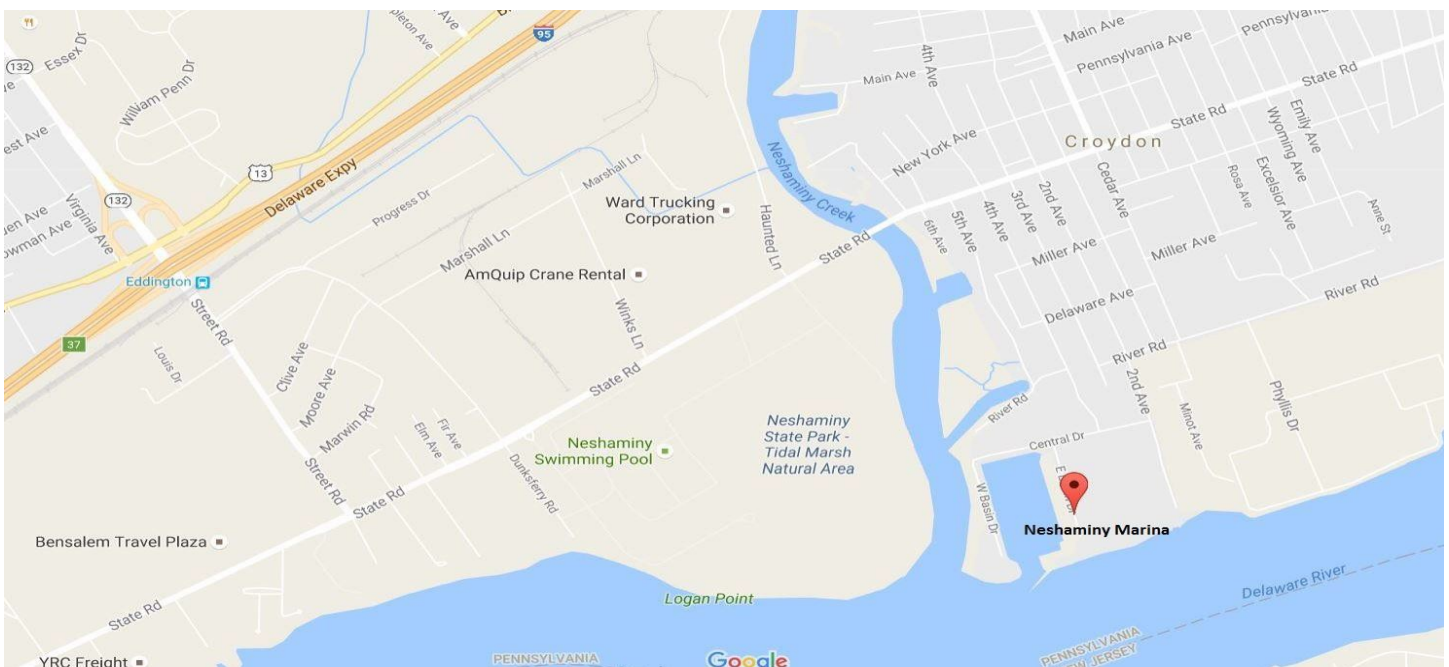 Essex Dr
132
William Penn Dr
95
Main Ave
Pennsylvania Ave
State Rd
4th Ave
Main Ave
New York Ave
Croydon
State Rd
Emily Ave
Wyoming Ave
Excelsior Ave
Rosa Ave
Anne St
Neshaminy Creek
13
Delaware Expy
132
Virginia Ave
Progress Dr
Marshall Ln
Marshall Ln
Ward Trucking
Corporation
Haunted Ln
State Rd
6th Ave
5th Ave
4th Ave
3rd Ave
2nd Ave
Cedar Ave
Miller Ave
Miller Ave
Delaware Ave
River Rd
River Rd
Eddington
AmQuip Crane Rental
Winks Ln
Street Rd
37
Louis Dr
Clive Ave
Moore Ave
Marwin Rd
Elm Ave
Fir Ave
State Rd
Neshaminy
Swimming Pool
Neshaminy
State Park -
Tidal Marsh
Natural Area
River Rd
Central Dr
2nd Ave
Minot Ave
Phyllis Dr
W Basin Dr
Neshaminy Marina
Dunksferry Rd
Street Rd
State Rd
Bensalem Travel Plaza
Logan Point
Delaware River
State Rd
YRC Freight
PENNSYLVANIA
Google
PENNSYLVANIA
NEW JERSEY